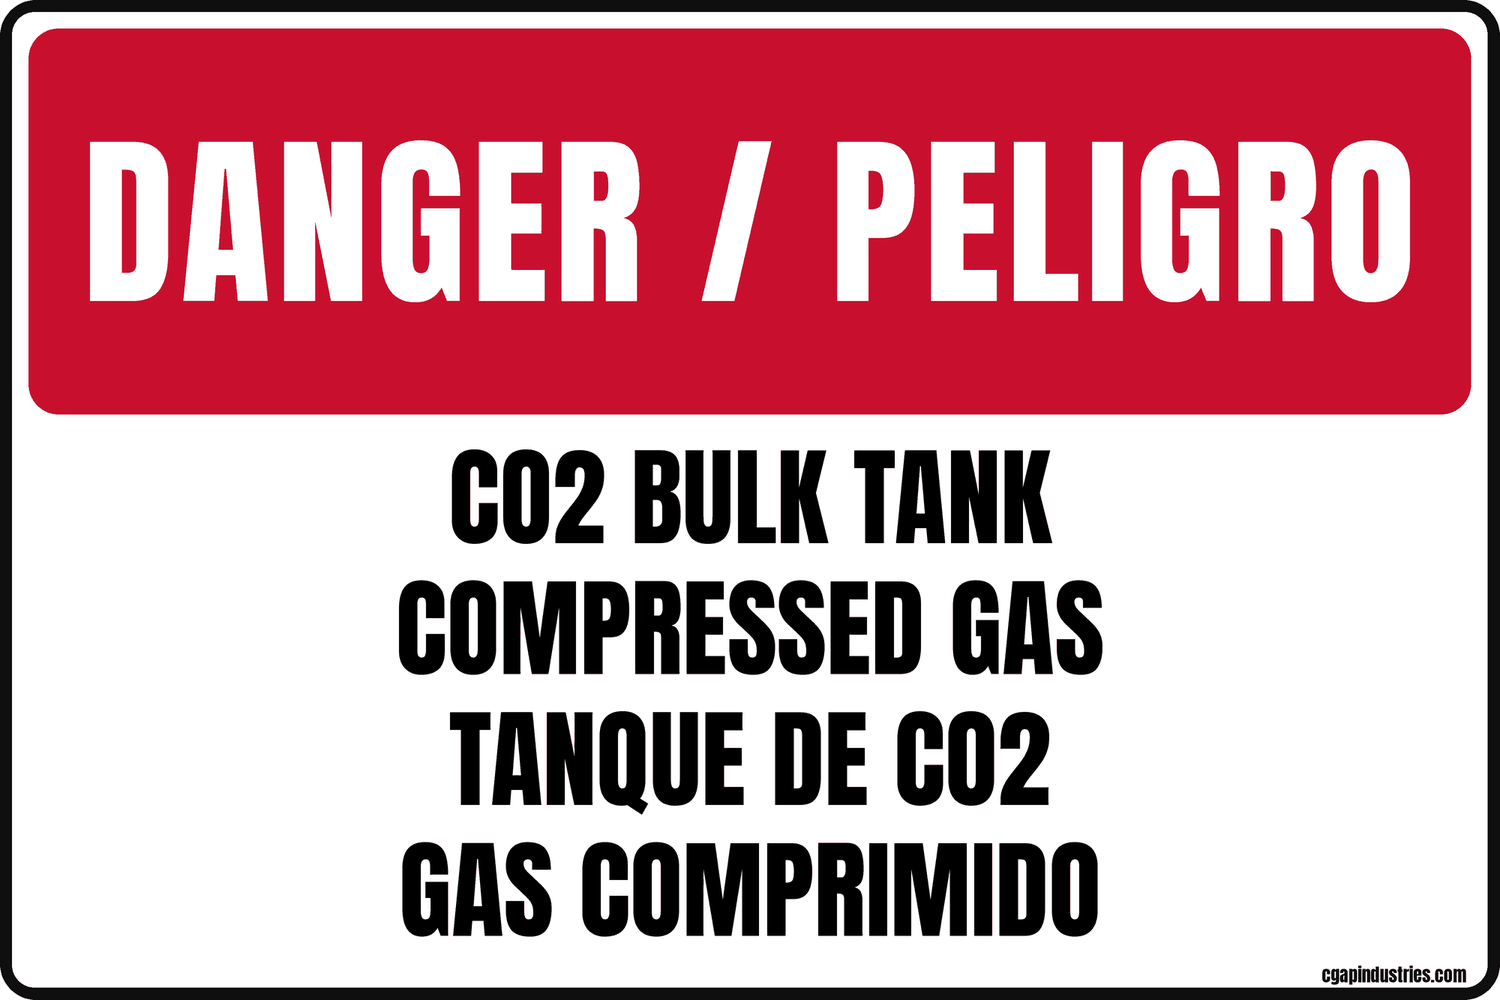 DANGER / PELIGRO
CO2 BULK TANK
COMPRESSED GAS
TANQUE DE CO2
GAS COMPRIMIDO
cgapindustries.com